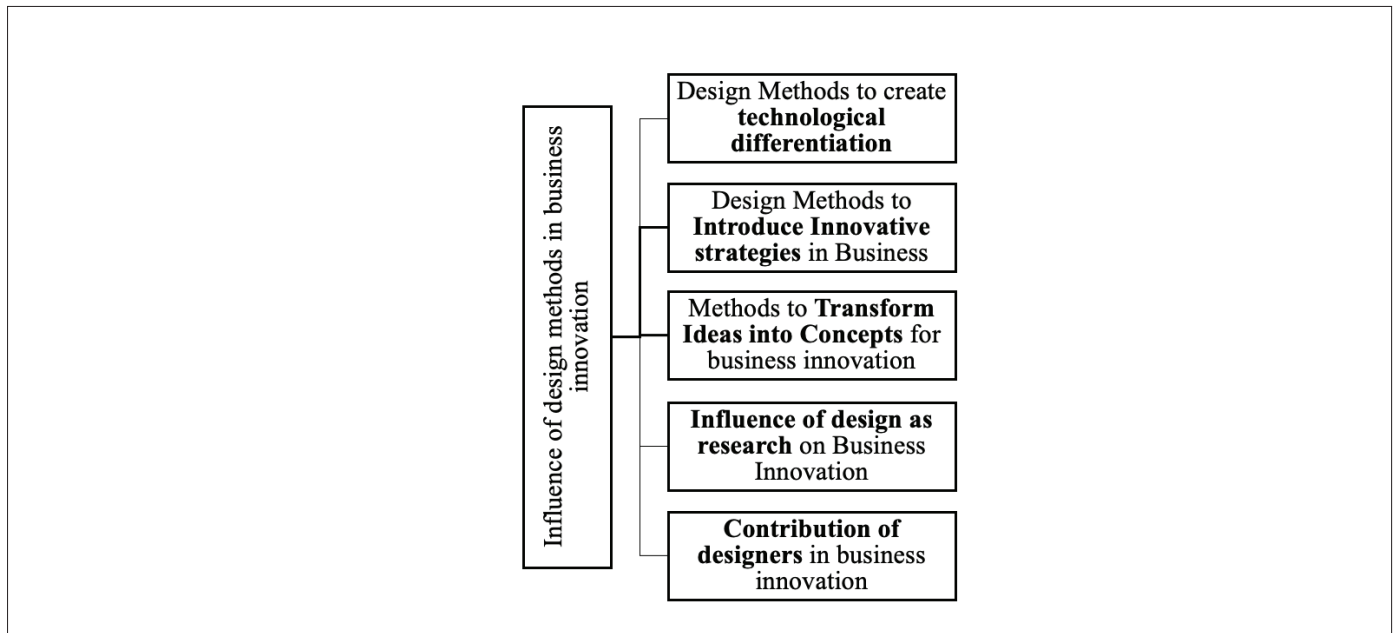 Influence of design methods in business
innovation
Design Methods to create
technological
differentiation
Design Methods to
Introduce Innovative
strategies in Business
Methods to Transform
Ideas into Concepts for
business innovation
Influence of design as
research on Business
Innovation
Contribution of
designers in business
innovation